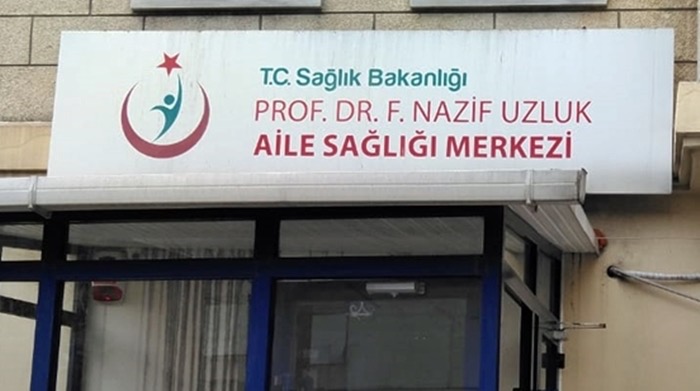 T.C. Sağlık Bakanlığı
PROF. DR. F. NAZİF UZLUK
AİLE SAĞLIĞI MERKEZİ